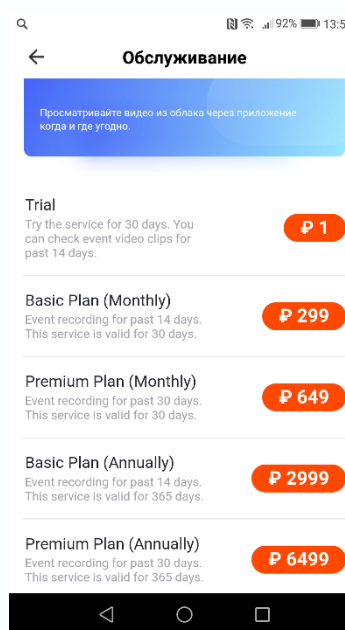 92% 13:5
Обслуживание
Просматривайте видео из облака через приложение
когда и где угодно.
Trial
Try the service for 30 days. You
can check event video clips for
past 14 days.
₽ 1
Basic Plan (Monthly)
Event recording for past 14 days.
This service is valid for 30 days.
₽ 299
Premium Plan (Monthly)
Event recording for past 30 days.
This service is valid for 30 days.
₽ 649
Basic Plan (Annually)
Event recording for past 14 days.
This service is valid for 365 days.
₽ 2999
Premium Plan (Annually)
Event recording for past 30 days.
This service is valid for 365 days.
₽ 6499